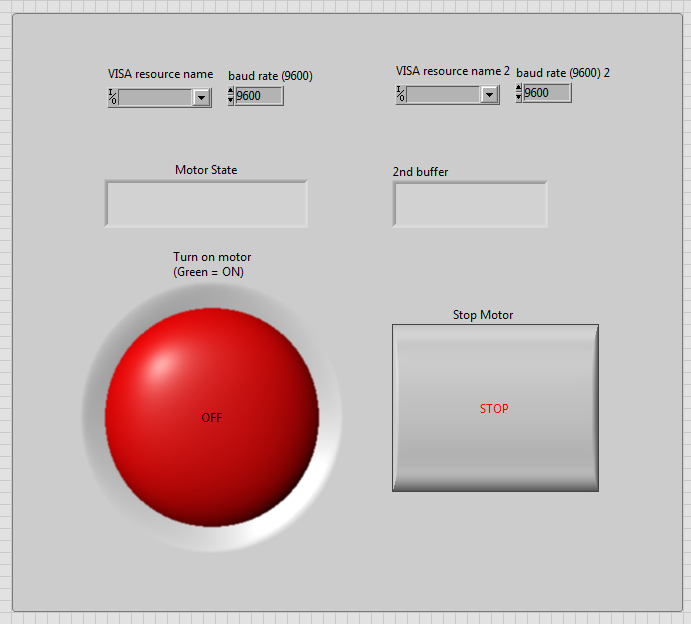 VISA resource name
baud rate (9600)
I/O
9600
VISA resource name 2
baud rate (9600) 2
I/O
9600
Motor State
2nd buffer
Turn on motor
(Green = ON)
OFF
Stop Motor
STOP